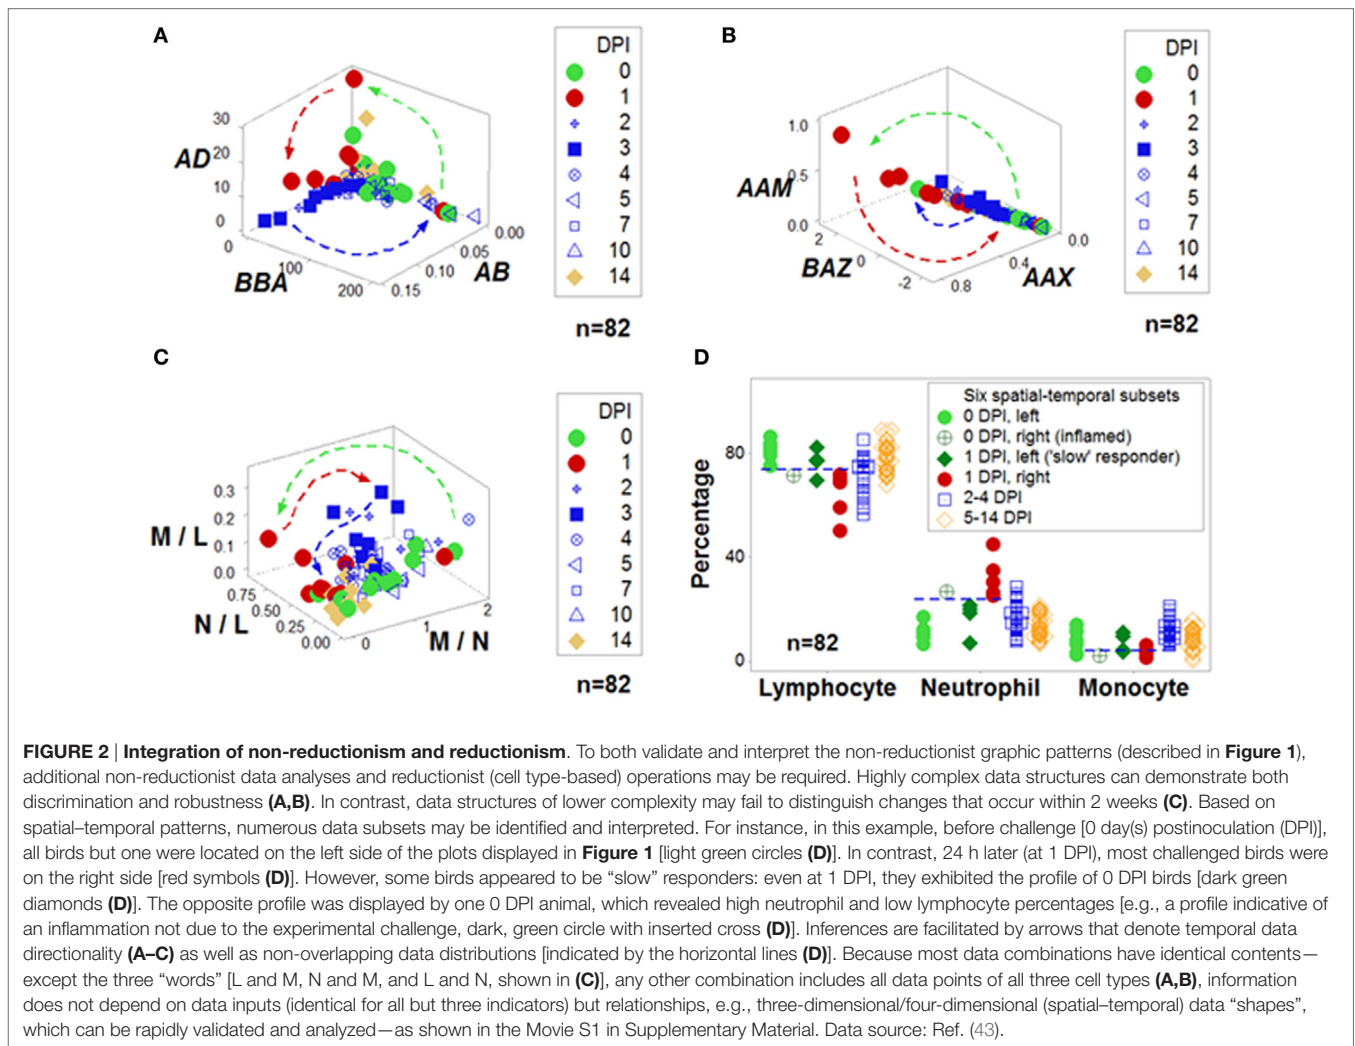 A
DPI
0
1
2
3
4
5
7
10
14
n=82
AD
30
20
10
0
0
100
200
BBA
0.15
0.10
0.05
0.00
AB
B
DPI
0
1
2
3
4
5
7
10
14
n=82
AAM
1.0
0.5
0.0
2
0
-2
BAZ
0.8
0.4
0.0
AAX
C
DPI
0
1
2
3
4
5
7
10
14
n=82
M / L
0.3
0.2
0.1
0.0
0.75
0.50
0.25
0.00
N / L
0
1
2
M / N
D
Six spatial-temporal subsets
0 DPI, left
0 DPI, right (inflamed)
1 DPI, left ('slow' responder)
1 DPI, right
2-4 DPI
5-14 DPI
Percentage
80
40
0
n=82
Lymphocyte Neutrophil Monocyte
FIGURE 2 | Integration of non-reductionism and reductionism. To both validate and interpret the non-reductionist graphic patterns (described in Figure 1),
additional non-reductionist data analyses and reductionist (cell type-based) operations may be required. Highly complex data structures can demonstrate both
discrimination and robustness (A,B). In contrast, data structures of lower complexity may fail to distinguish changes that occur within 2 weeks (C). Based on
spatial–temporal patterns, numerous data subsets may be identified and interpreted. For instance, in this example, before challenge [0 day(s) postinoculation (DPI)],
all birds but one were located on the left side of the plots displayed in Figure 1 [light green circles (D)]. In contrast, 24 h later (at 1 DPI), most challenged birds were
on the right side [red symbols (D)]. However, some birds appeared to be “slow” responders: even at 1 DPI, they exhibited the profile of 0 DPI birds [dark green
diamonds (D)]. The opposite profile was displayed by one 0 DPI animal, which revealed high neutrophil and low lymphocyte percentages [e.g., a profile indicative of
an inflammation not due to the experimental challenge, dark, green circle with inserted cross (D)]. Inferences are facilitated by arrows that denote temporal data
directionality (A–C) as well as non-overlapping data distributions [indicated by the horizontal lines (D)]. Because most data combinations have identical contents—
except the three “words” [L and M, N and M, and L and N, shown in (C)], any other combination includes all data points of all three cell types (A,B), information
does not depend on data inputs (identical for all but three indicators) but relationships, e.g., three-dimensional/four-dimensional (spatial–temporal) data “shapes”,
which can be rapidly validated and analyzed—as shown in the Movie S1 in Supplementary Material. Data source: Ref. (43).